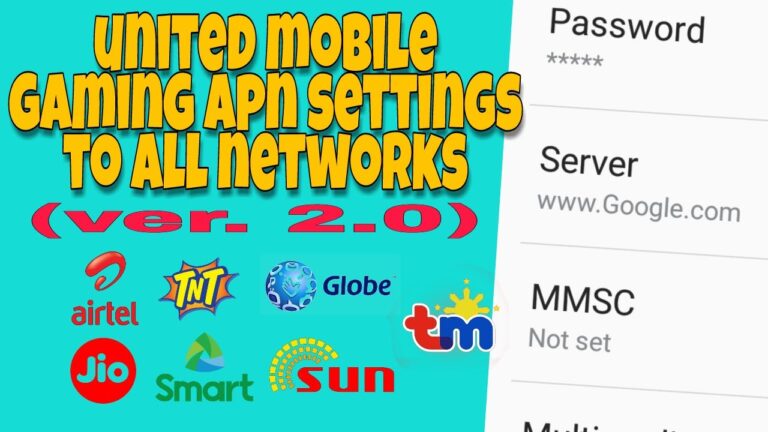 united mobile
gaming apn settings
to all networks
(ver. 2.0)
airtel
TNT
Globe
tm
Jio
Smart
sun
Password
*****
Server
www.Google.com
MMSC
Not set